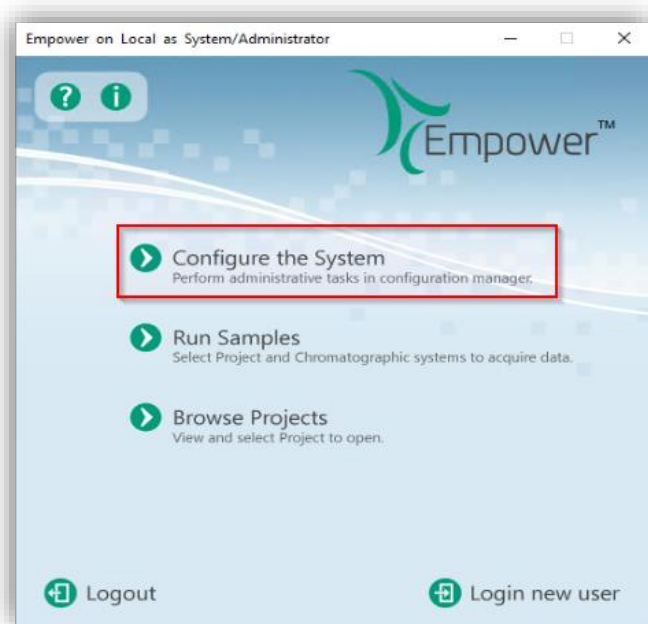 Empower on Local as System/Administrator
? i
Empower™
Configure the System
Perform administrative tasks in configuration manager.
Run Samples
Select Project and Chromatographic systems to acquire data.
Browse Projects
View and select Project to open.
Logout
Login new user